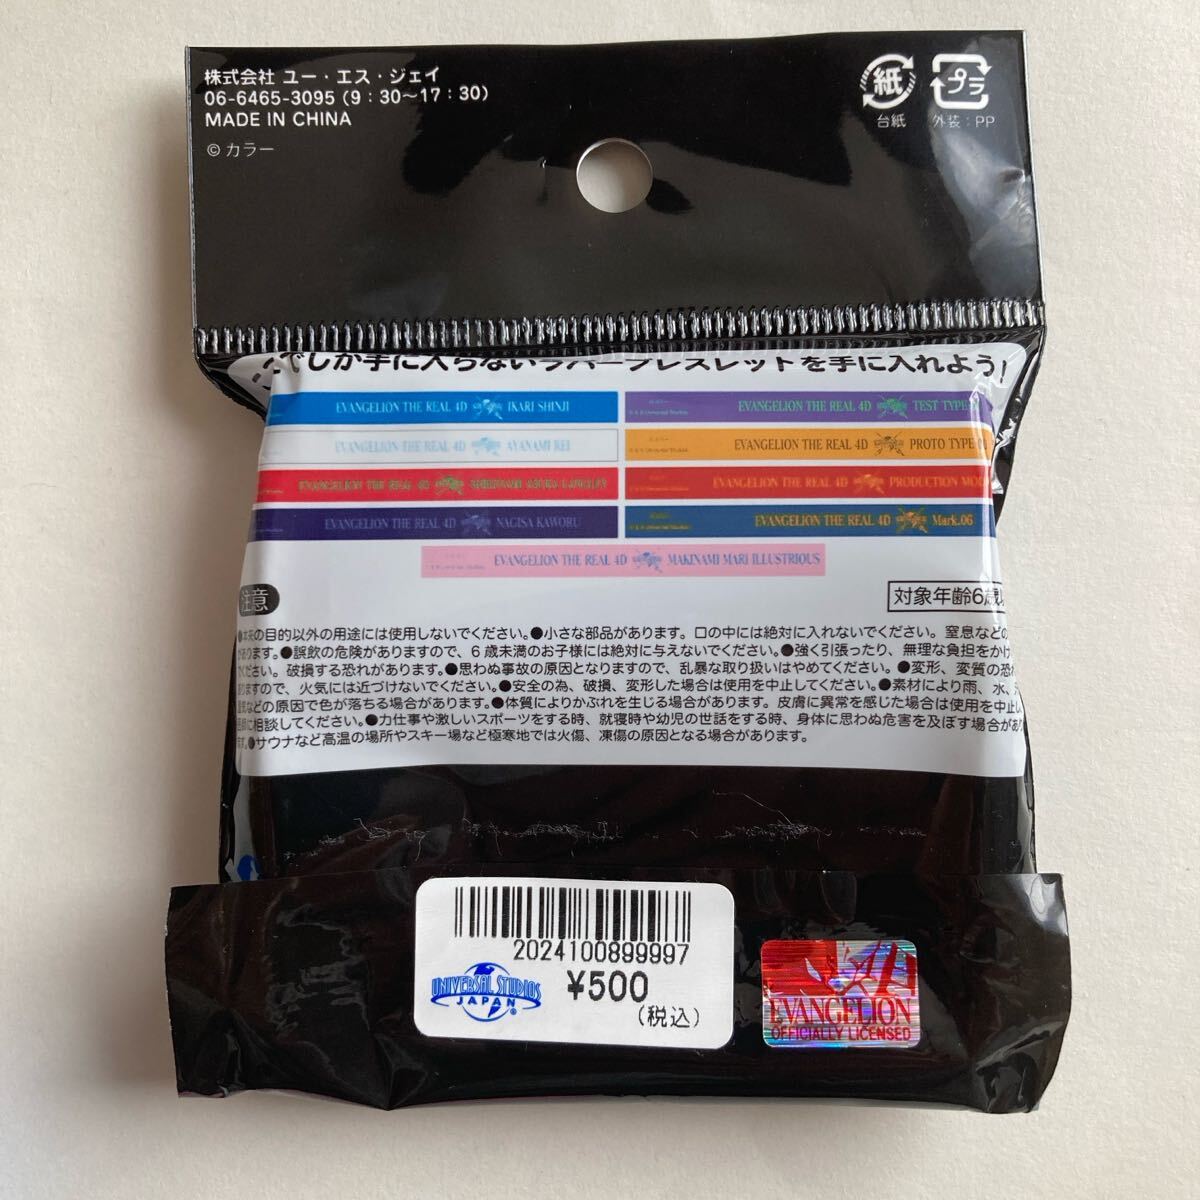 株式会社 ユー・エス・ジェイ
06-6465-3095 (9:30〜17:30)
MADE IN CHINA
© カラー
紙
台紙
プラ
外装:PP
でしか手に入らないラバーブレスレットを手に入れよう!
EVANGELION THE REAL 4D IKARI SHINJI
EVANGELION THE REAL 4D TEST TYPE
EVANGELION THE REAL 4D AYANAMI REI
EVANGELION THE REAL 4D PROTO TYPE
EVANGELION THE REAL 4D SHIKINAMI ASUKA LANGLEY
EVANGELION THE REAL 4D PRODUCTION MOD
EVANGELION THE REAL 4D NAGISA KAWORU
EVANGELION THE REAL 4D Mark.06
EVANGELION THE REAL 4D MAKINAMI MARI ILLUSTRIOUS
注意
対象年齢6歳以
●本来の目的以外の用途には使用しないでください。●小さな部品があります。口の中には絶対に入れないでください。窒息などの
があります。●誤飲の危険がありますので、6歳未満のお子様には絶対に与えないでください。●強く引張ったり、無理な負担をかけ
でください。破損する恐れがあります。●思わぬ事故の原因となりますので、乱暴な取り扱いはやめてください。●変形、変質の恐
ありますので、火気には近づけないでください。●安全の為、破損、変形した場合は使用を中止してください。●素材により雨、水、
などの原因で色が落ちる場合があります。●体質によりかぶれを生じる場合があります。皮膚に異常を感じた場合は使用を中止し
医師に相談してください。●力仕事や激しいスポーツをする時、就寝時や幼児の世話をする時、身体に思わぬ危害を及ぼす場合が
ます。●サウナなど高温の場所やスキー場など極寒地では火傷、凍傷の原因となる場合があります。
2024100899997
UNIVERSAL STUDIOS
JAPAN®
¥500
(税込)
EVANGELION
OFFICIALLY LICENSED